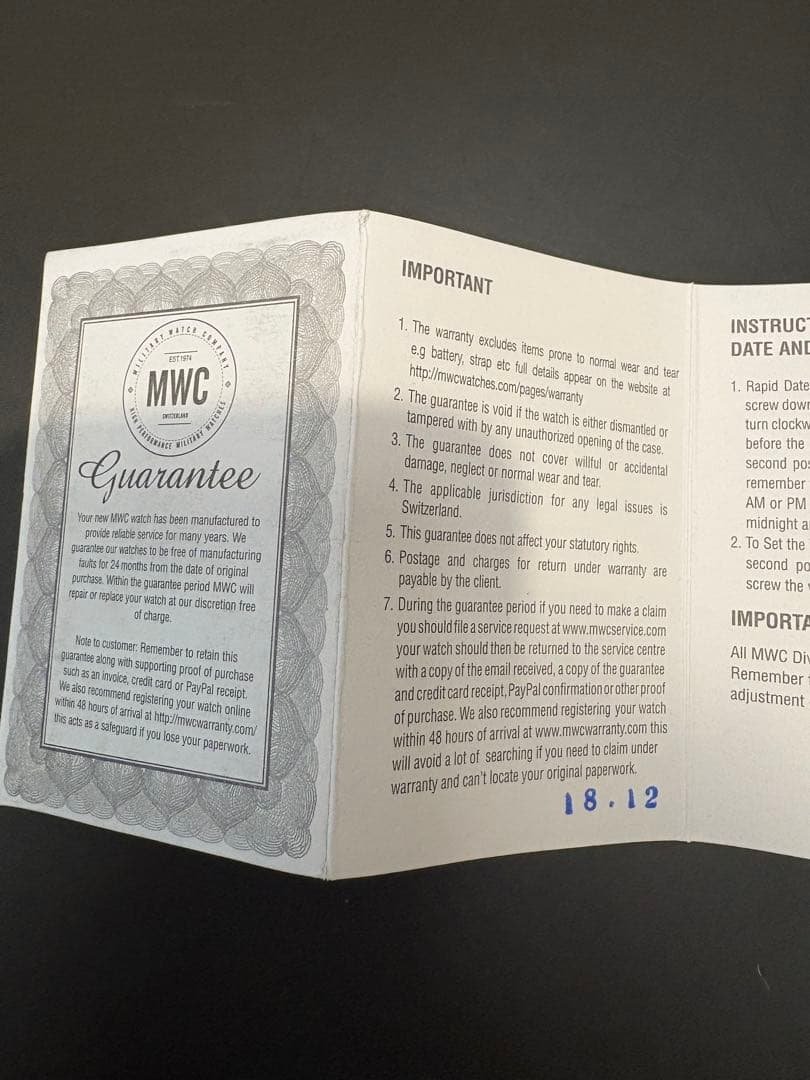 MILITARY WATCH COMPANY
EST.1974
MWC
SWITZERLAND
HIGH PERFORMANCE MILITARY WATCHES
Guarantee
Your new MWC watch has been manufactured to
provide reliable service for many years. We
guarantee our watches to be free of manufacturing
faults for 24 months from the date of original
purchase. Within the guarantee period MWC will
repair or replace your watch at our discretion free
of charge.
Note to customer: Remember to retain this
guarantee along with supporting proof of purchase
such as an invoice, credit card or PayPal receipt.
We also recommend registering your watch online
within 48 hours of arrival at http://mwcwarranty.com/
this acts as a safeguard if you lose your paperwork.
IMPORTANT
1. The warranty excludes items prone to normal wear and tear
e.g battery, strap etc full details appear on the website at
http://mwcwatches.com/pages/warranty
2. The guarantee is void if the watch is either dismantled or
tampered with by any unauthorized opening of the case.
3. The guarantee does not cover willful or accidental
damage, neglect or normal wear and tear.
4. The applicable jurisdiction for any legal issues is
Switzerland.
5. This guarantee does not affect your statutory rights.
6. Postage and charges for return under warranty are
payable by the client.
7. During the guarantee period if you need to make a claim
you should file a service request at www.mwcservice.com
your watch should then be returned to the service centre
with a copy of the email received, a copy of the guarantee
and credit card receipt, PayPal confirmation or other proof
of purchase. We also recommend registering your watch
within 48 hours of arrival at www.mwcwarranty.com this
will avoid a lot of searching if you need to claim under
warranty and can't locate your original paperwork.
18.12
INSTRUCT
DATE AND
1. Rapid Date
screw down
turn clockw
before the
second pos
remember
AM or PM
midnight a
2. To Set the
second po
screw the
IMPORTA
All MWC Div
Remember
adjustment